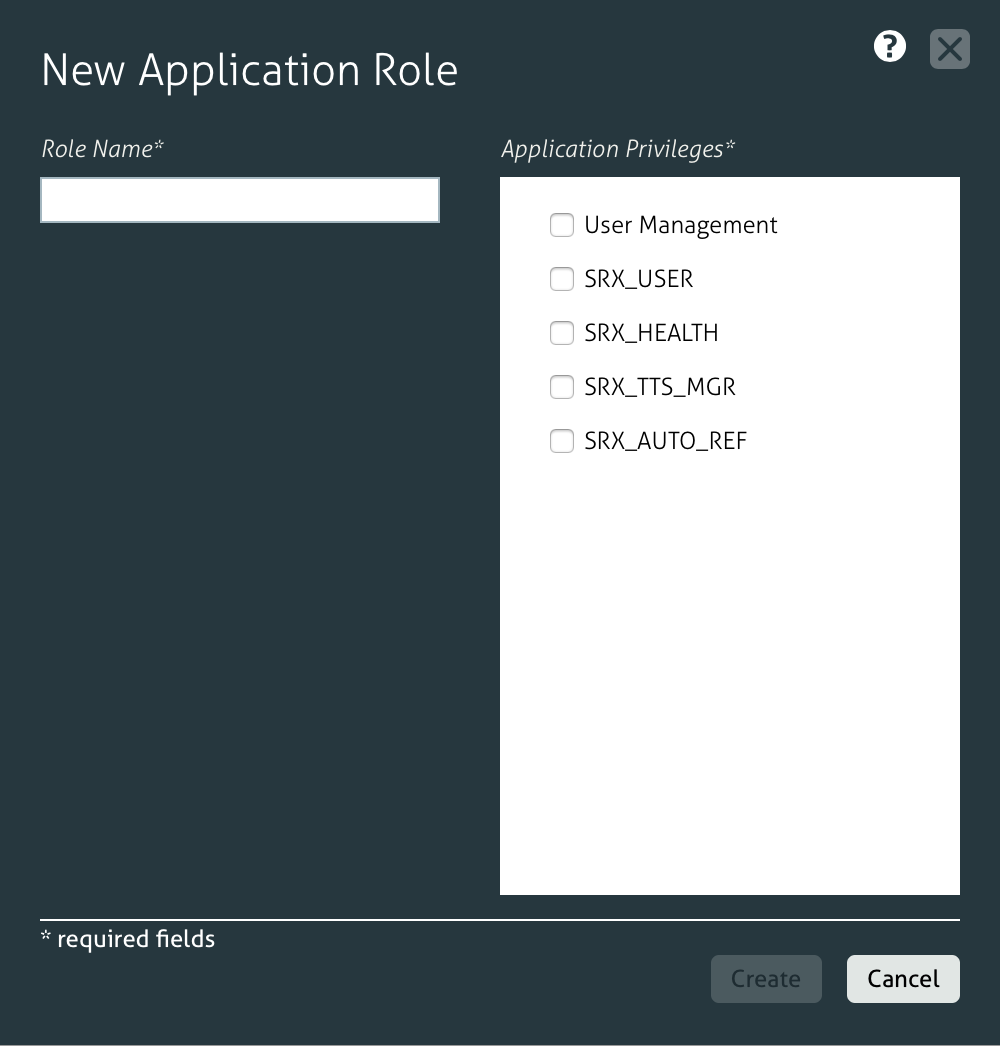 New Application Role
?
Role Name*
Application Privileges*
User Management
SRX_USER
SRX_HEALTH
SRX_TTS_MGR
SRX_AUTO_REF
* required fields
Create
Cancel